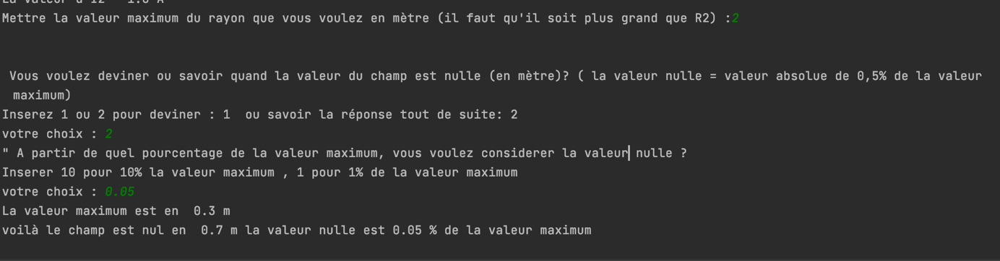 La valeur d'I2 = 1.0 A
Mettre la valeur maximum du rayon que vous voulez en mètre (il faut qu'il soit plus grand que R2) :2
Vous voulez deviner ou savoir quand la valeur du champ est nulle (en mètre)? ( la valeur nulle = valeur absolue de 0,5% de la valeur
maximum)
Inserez 1 ou 2 pour deviner : 1  ou savoir la réponse tout de suite: 2
votre choix : 2
" A partir de quel pourcentage de la valeur maximum, vous voulez considerer la valeur nulle ?
Inserer 10 pour 10% la valeur maximum , 1 pour 1% de la valeur maximum
votre choix : 0.05
La valeur maximum est en  0.3 m
voilà le champ est nul en  0.7 m la valeur nulle est 0.05 % de la valeur maximum